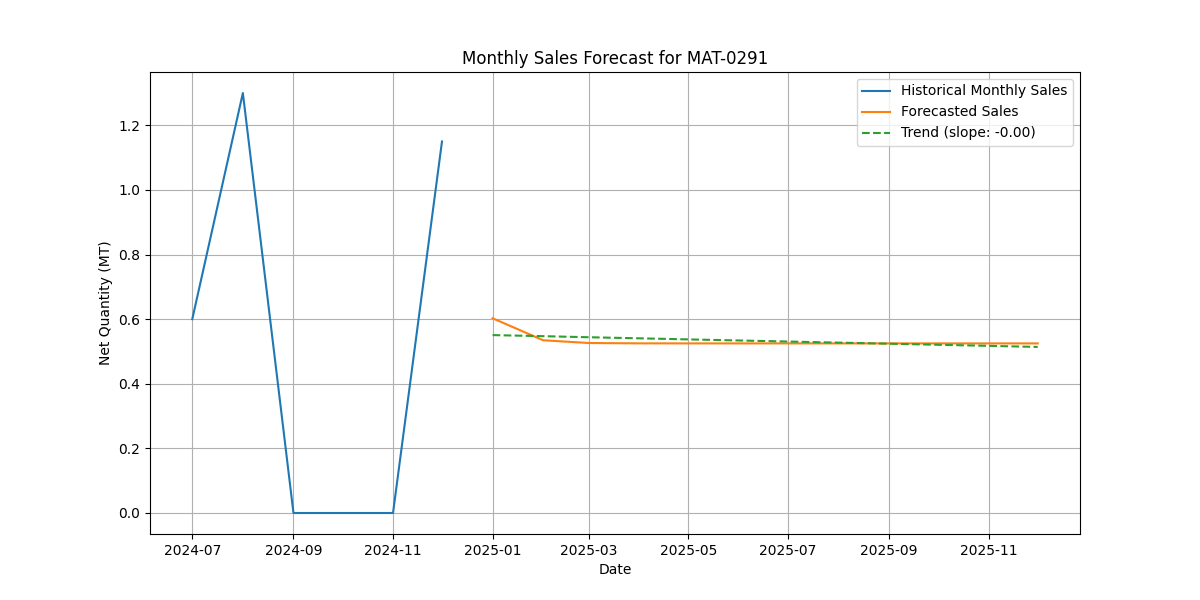 Monthly Sales Forecast for MAT-0291
Historical Monthly Sales
Forecasted Sales
Trend (slope: -0.00)
Net Quantity (MT)
1.2
1.0
0.8
0.6
0.4
0.2
0.0
2024-07 2024-09 2024-11 2025-01 2025-03 2025-05 2025-07 2025-09 2025-11
Date